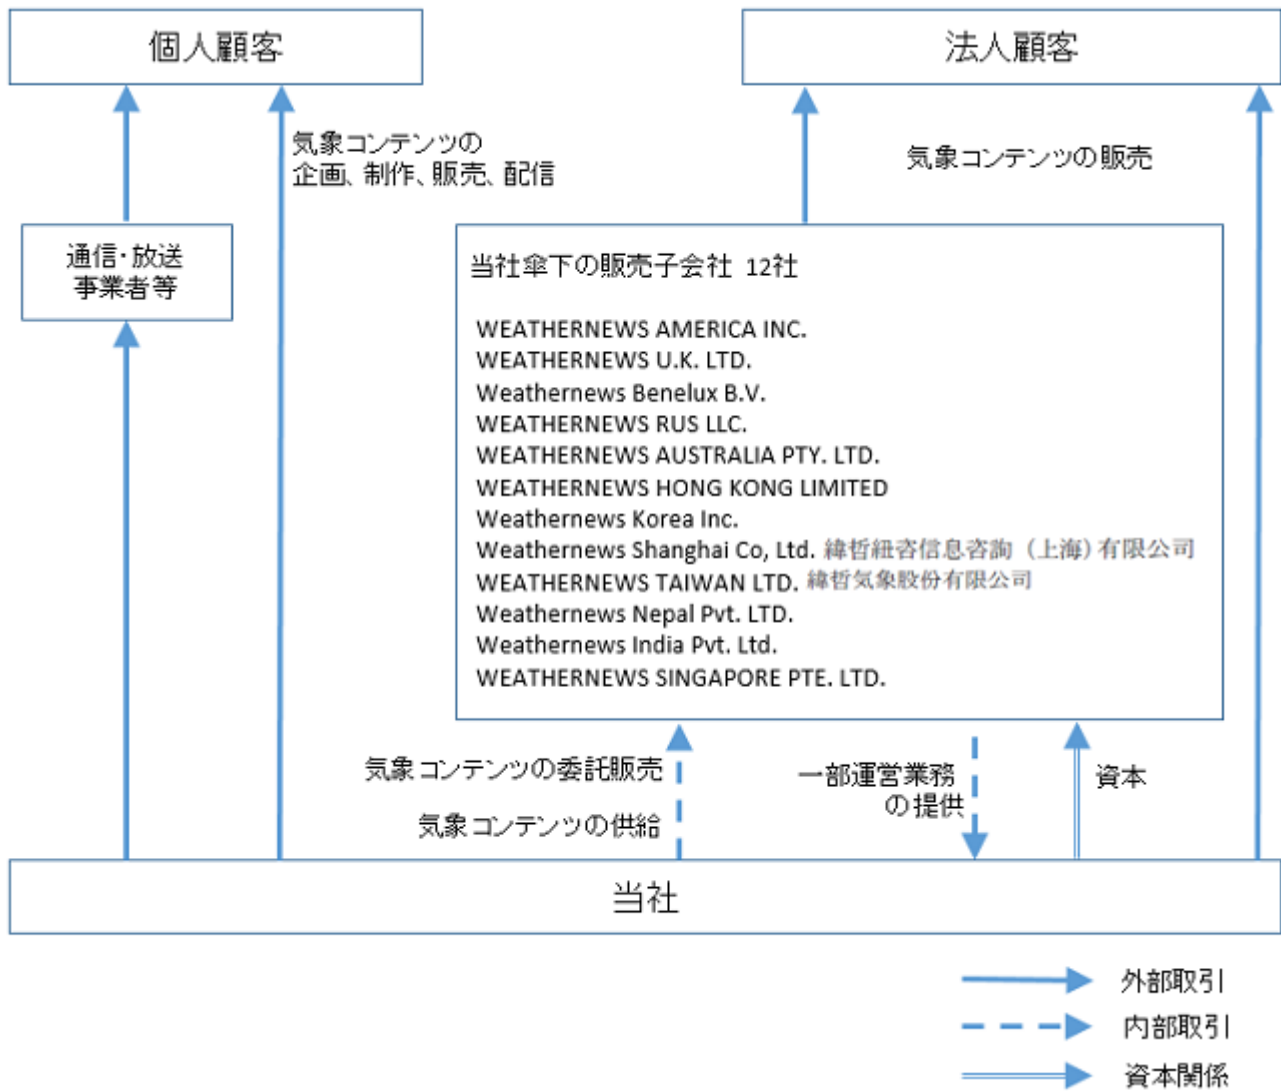 個人顧客
法人顧客
気象コンテンツの
企画、制作、販売、配信
気象コンテンツの販売
通信・放送
事業者等
当社傘下の販売子会社 12社
WEATHERNEWS AMERICA INC.
WEATHERNEWS U.K. LTD.
Weathernews Benelux B.V.
WEATHERNEWS RUS LLC.
WEATHERNEWS AUSTRALIA PTY. LTD.
WEATHERNEWS HONG KONG LIMITED
Weathernews Korea Inc.
Weathernews Shanghai Co, Ltd. 緯哲紐咨信息咨詢（上海）有限公司
WEATHERNEWS TAIWAN LTD. 緯哲気象股份有限公司
Weathernews Nepal Pvt. LTD.
Weathernews India Pvt. Ltd.
WEATHERNEWS SINGAPORE PTE. LTD.
気象コンテンツの委託販売
気象コンテンツの供給
一部運営業務
の提供
資本
当社
外部取引
内部取引
資本関係